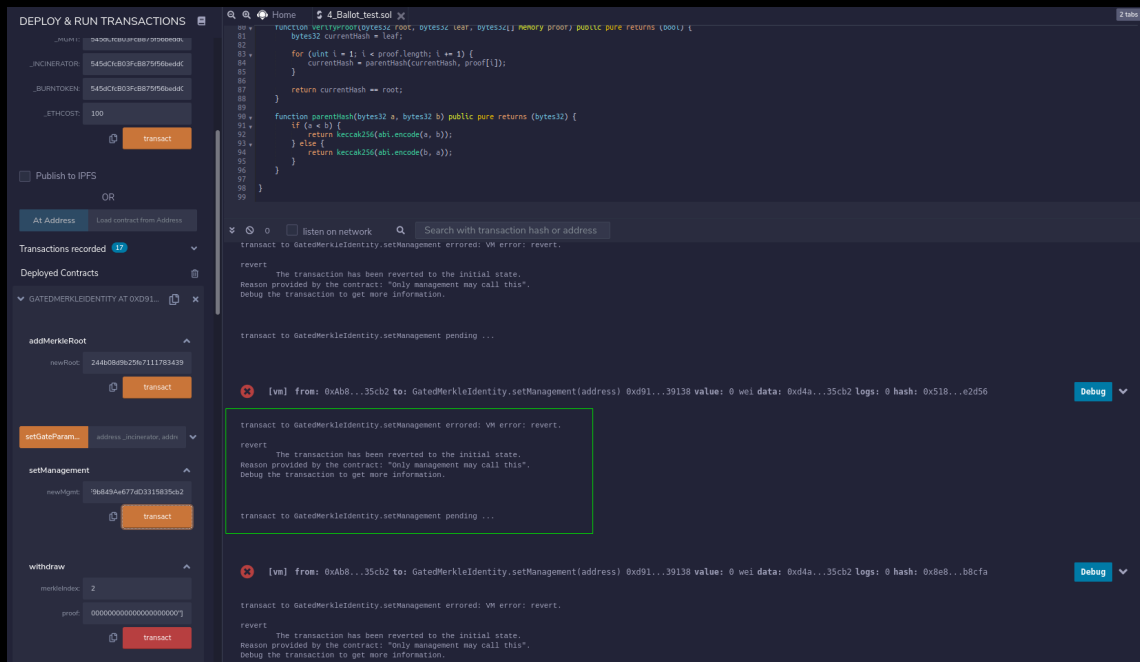 DEPLOY & RUN TRANSACTIONS
_MGMT:
545dCfcB03FcB875f56beddC
_INCINERATOR:
545dCfcB03FcB875f56beddC
_BURNTOKEN:
545dCfcB03FcB875f56beddC
_ETHCOST:
100
transact
Publish to IPFS
OR
At Address
Load contract from Address
Transactions recorded 17
Deployed Contracts
GATEDMERKLEIDENTITY AT 0XD91...
addMerkleRoot
newRoot:
244b08d9b25fe7111783439
transact
setGateParam...
address _incinerator, addre
setManagement
newMgmt:
'9b849Ae677dD3315835cb2
transact
withdraw
merkleIndex:
2
proof:
00000000000000000000000"]
transact
Home
4_Ballot_test.sol
2 tabs
80 function verifyProof(bytes32 root, bytes32 leaf, bytes32[] memory proof) public pure returns (bool) {
81 bytes32 currentHash = leaf;
82
83 for (uint i = 1; i < proof.length; i += 1) {
84 currentHash = parentHash(currentHash, proof[i]);
85 }
86
87 return currentHash == root;
88 }
89
90 function parentHash(bytes32 a, bytes32 b) public pure returns (bytes32) {
91 if (a < b) {
92 return keccak256(abi.encode(a, b));
93 } else {
94 return keccak256(abi.encode(b, a));
95 }
96 }
97
98 }
99
0
listen on network
Search with transaction hash or address
transact to GatedMerkleIdentity.setManagement errored: VM error: revert.
revert
The transaction has been reverted to the initial state.
Reason provided by the contract: "Only management may call this".
Debug the transaction to get more information.
transact to GatedMerkleIdentity.setManagement pending ...
[vm] from: 0xAb8...35cb2 to: GatedMerkleIdentity.setManagement(address) 0xd91...39138 value: 0 wei data: 0xd4a...35cb2 logs: 0 hash: 0x518...e2d56
Debug
transact to GatedMerkleIdentity.setManagement errored: VM error: revert.
revert
The transaction has been reverted to the initial state.
Reason provided by the contract: "Only management may call this".
Debug the transaction to get more information.
transact to GatedMerkleIdentity.setManagement pending ...
[vm] from: 0xAb8...35cb2 to: GatedMerkleIdentity.setManagement(address) 0xd91...39138 value: 0 wei data: 0xd4a...35cb2 logs: 0 hash: 0x8e8...b8cfa
Debug
transact to GatedMerkleIdentity.setManagement errored: VM error: revert.
revert
The transaction has been reverted to the initial state.
Reason provided by the contract: "Only management may call this".
Debug the transaction to get more information.